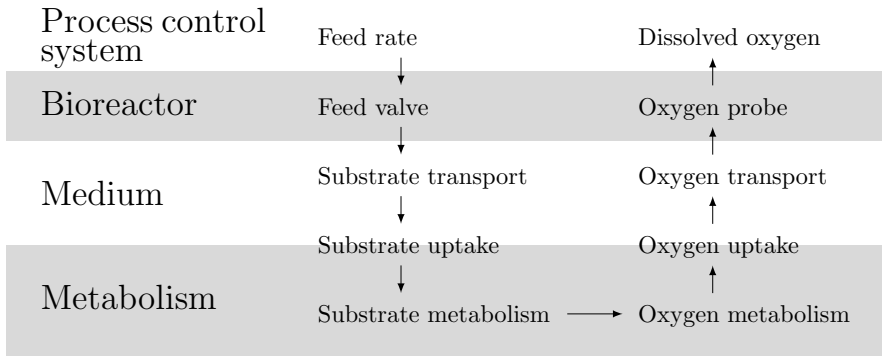 Process control
system
Feed rate
Dissolved oxygen
Bioreactor
Feed valve
Oxygen probe
Medium
Substrate transport
Oxygen transport
Substrate uptake
Oxygen uptake
Metabolism
Substrate metabolism
Oxygen metabolism